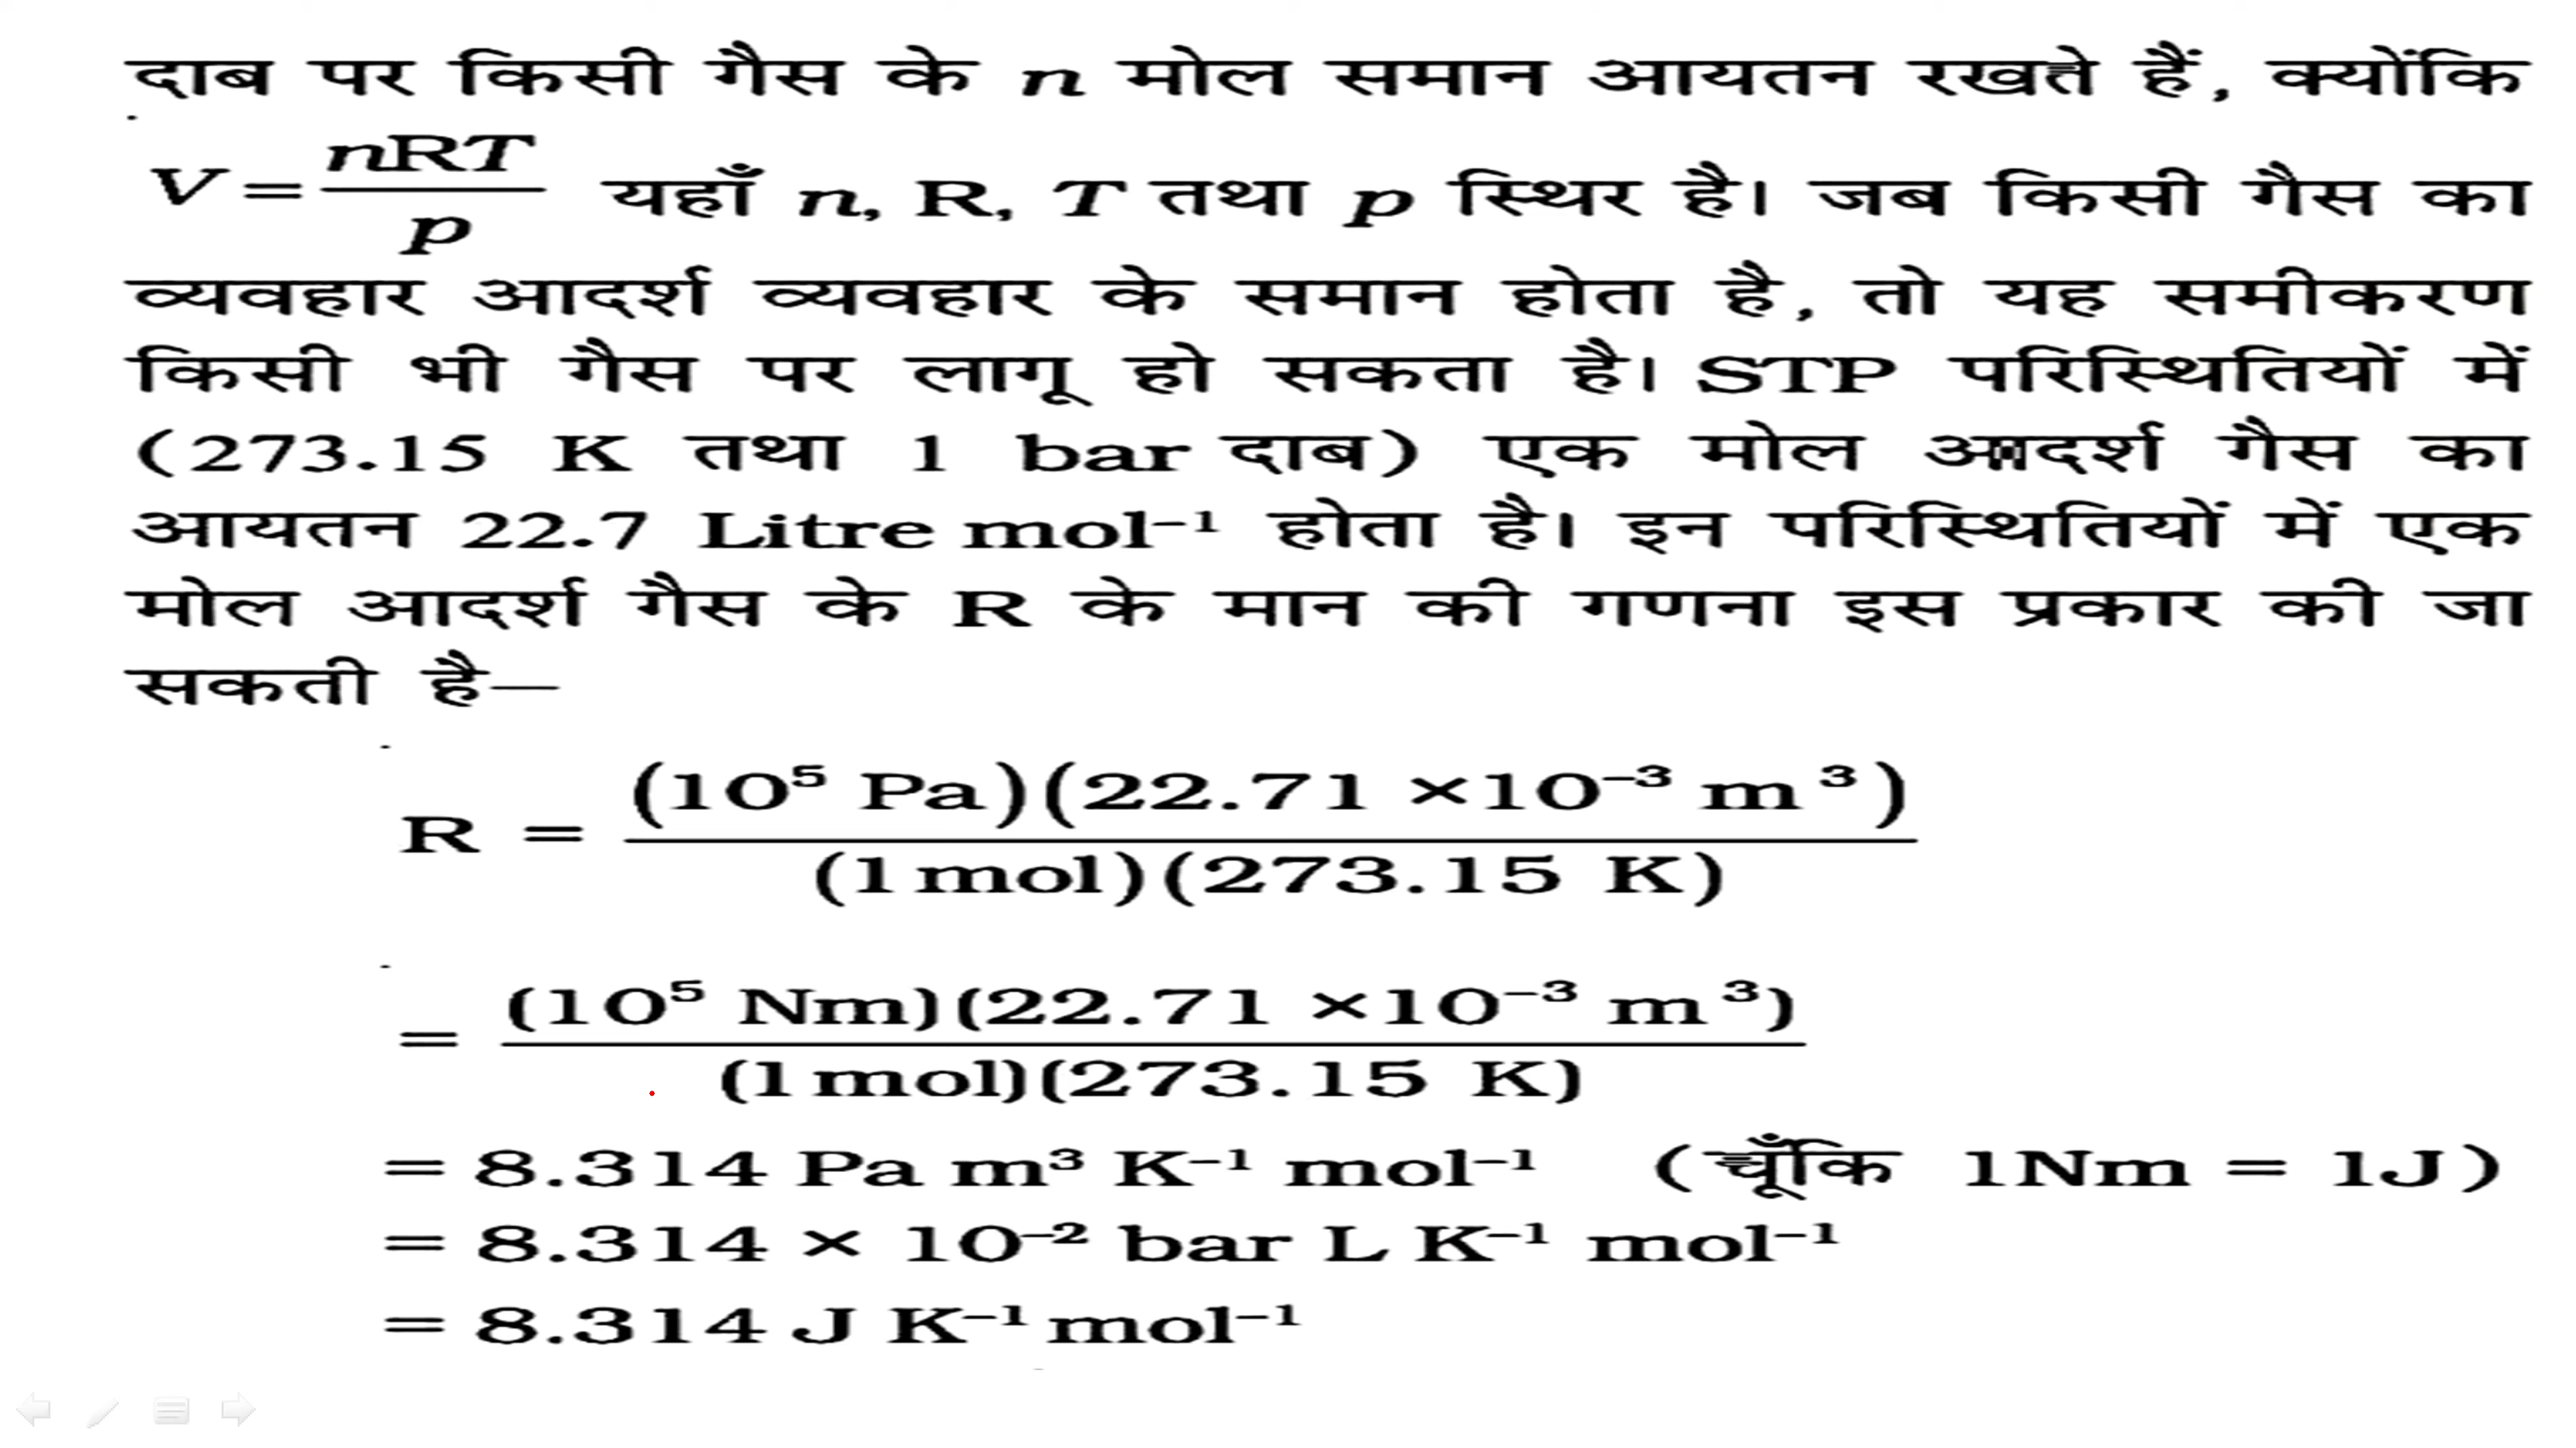 दाब पर किसी गैस के n मोल समान आयतन रखते हैं, क्योंकि
V = nRT / p यहाँ n, R, T तथा p स्थिर है। जब किसी गैस का
व्यवहार आदर्श व्यवहार के समान होता है, तो यह समीकरण
किसी भी गैस पर लागू हो सकता है। STP परिस्थितियों में
(273.15 K तथा 1 bar दाब) एक मोल आदर्श गैस का
आयतन 22.7 Litre mol⁻¹ होता है। इन परिस्थितियों में एक
मोल आदर्श गैस के R के मान की गणना इस प्रकार की जा
सकती है—
R = (10⁵ Pa)(22.71 ×10⁻³ m³) / (1 mol)(273.15 K)
= (10⁵ Nm)(22.71 ×10⁻³ m³) / (1 mol)(273.15 K)
= 8.314 Pa m³ K⁻¹ mol⁻¹ (चूँकि 1Nm = 1J)
= 8.314 × 10⁻² bar L K⁻¹ mol⁻¹
= 8.314 J K⁻¹ mol⁻¹